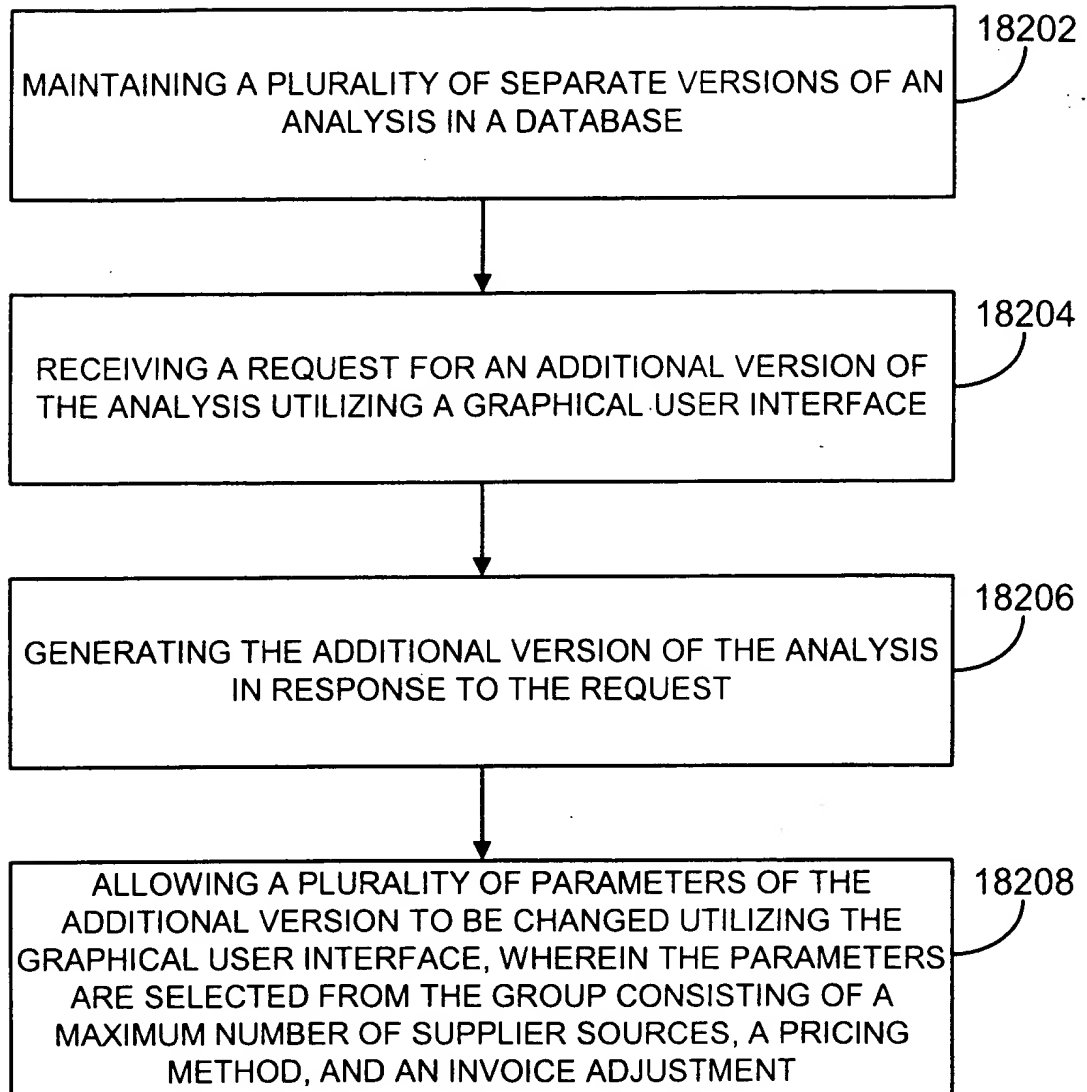 18202
MAINTAINING A PLURALITY OF SEPARATE VERSIONS OF AN
ANALYSIS IN A DATABASE
18204
RECEIVING A REQUEST FOR AN ADDITIONAL VERSION OF
THE ANALYSIS UTILIZING A GRAPHICAL USER INTERFACE
18206
GENERATING THE ADDITIONAL VERSION OF THE ANALYSIS
IN RESPONSE TO THE REQUEST
18208
ALLOWING A PLURALITY OF PARAMETERS OF THE
ADDITIONAL VERSION TO BE CHANGED UTILIZING THE
GRAPHICAL USER INTERFACE, WHEREIN THE PARAMETERS
ARE SELECTED FROM THE GROUP CONSISTING OF A
MAXIMUM NUMBER OF SUPPLIER SOURCES, A PRICING
METHOD, AND AN INVOICE ADJUSTMENT